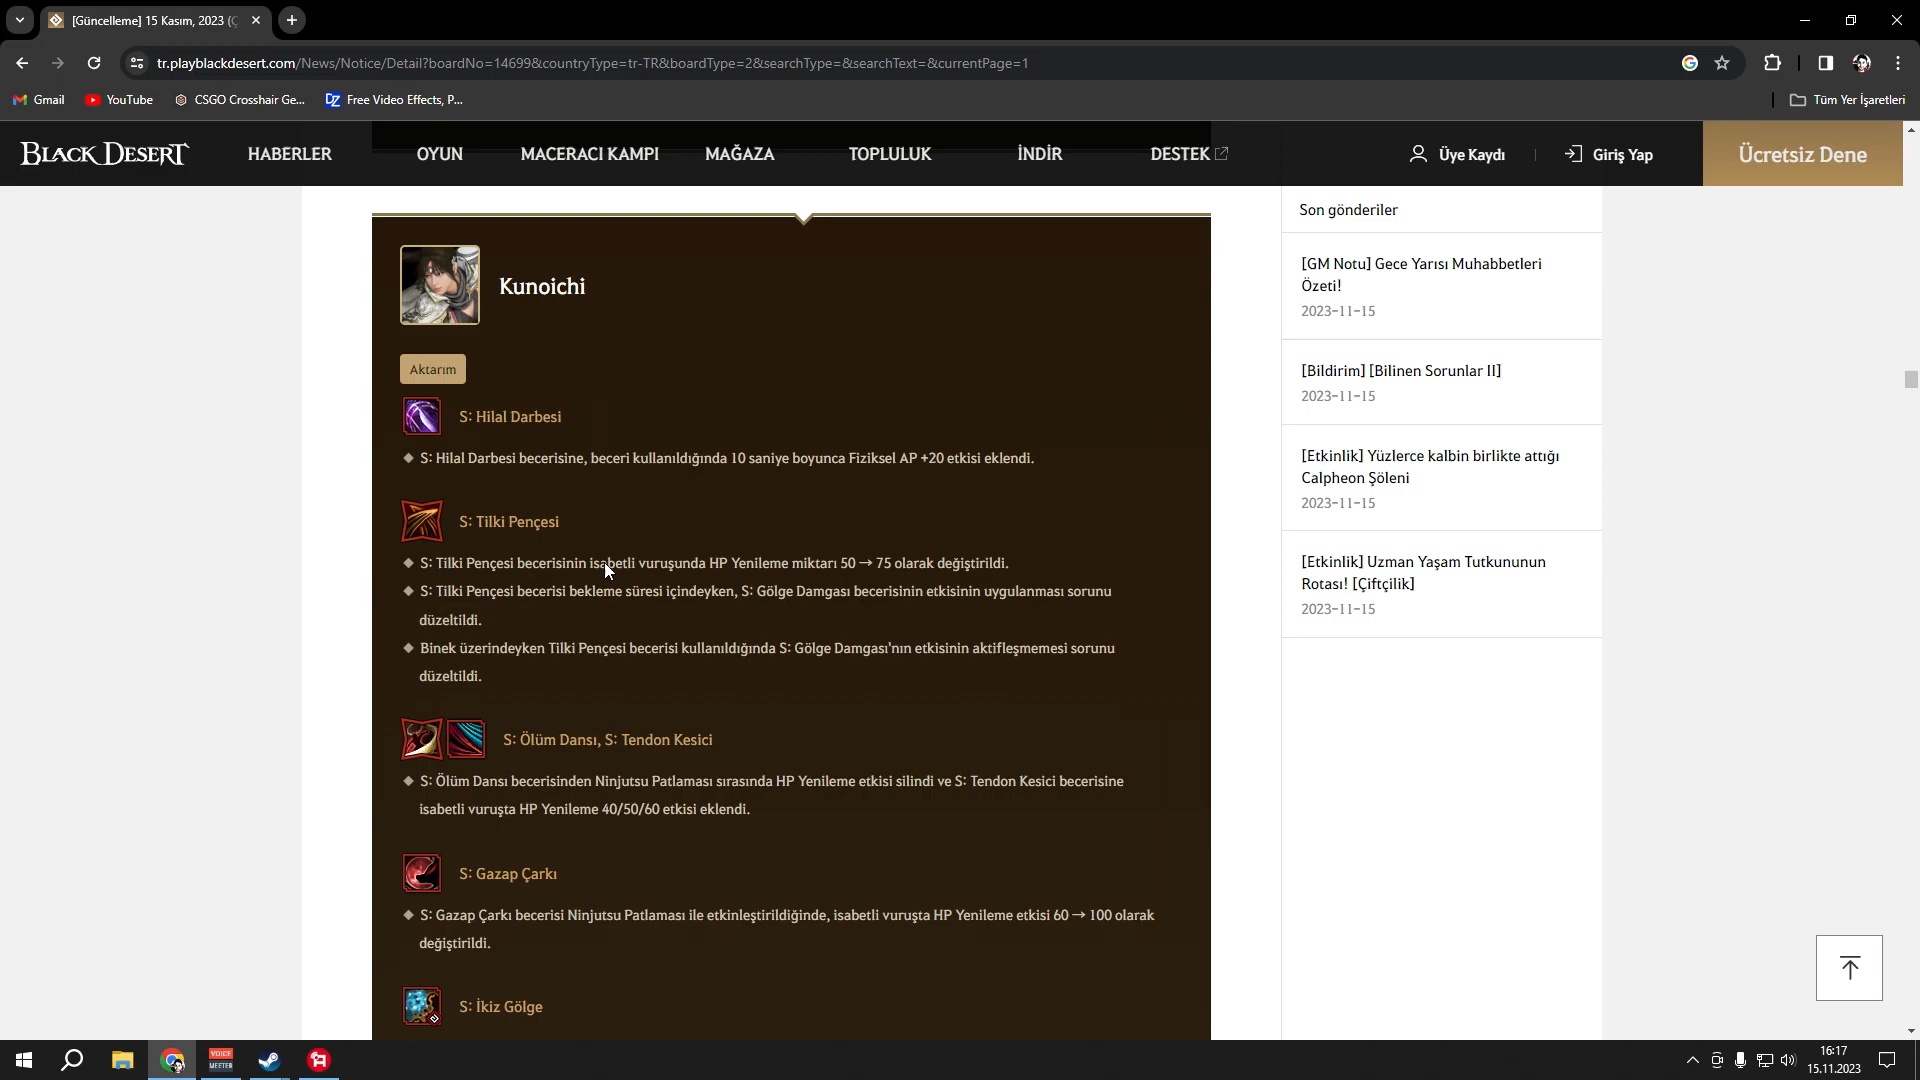 [Güncelleme] 15 Kasım, 2023 (Ç
tr.playblackdesert.com/News/Notice/Detail?boardNo=14699&countryType=tr-TR&boardType=2&searchType=&searchText=&currentPage=1
Gmail YouTube CSGO Crosshair Ge... Free Video Effects, P... Tüm Yer İşaretleri
BLACK DESERT HABERLER OYUN MACERACI KAMPI MAĞAZA TOPLULUK İNDİR DESTEK Üye Kaydı Giriş Yap Ücretsiz Dene
Kunoichi
Aktarım
S: Hilal Darbesi
S: Hilal Darbesi becerisine, beceri kullanıldığında 10 saniye boyunca Fiziksel AP +20 etkisi eklendi.
S: Tilki Pençesi
S: Tilki Pençesi becerisinin isabetli vuruşunda HP Yenileme miktarı 50 → 75 olarak değiştirildi.
S: Tilki Pençesi becerisi bekleme süresi içindeyken, S: Gölge Damgası becerisinin etkisinin uygulanması sorunu
düzeltildi.
Binek üzerindeyken Tilki Pençesi becerisi kullanıldığında S: Gölge Damgası'nın etkisinin aktifleşmemesi sorunu
düzeltildi.
S: Ölüm Dansı, S: Tendon Kesici
S: Ölüm Dansı becerisinden Ninjutsu Patlaması sırasında HP Yenileme etkisi silindi ve S: Tendon Kesici becerisine
isabetli vuruşta HP Yenileme 40/50/60 etkisi eklendi.
S: Gazap Çarkı
S: Gazap Çarkı becerisi Ninjutsu Patlaması ile etkinleştirildiğinde, isabetli vuruşta HP Yenileme etkisi 60 → 100 olarak
değiştirildi.
S: İkiz Gölge
Son gönderiler
[GM Notu] Gece Yarısı Muhabbetleri
Özeti!
2023-11-15
[Bildirim] [Bilinen Sorunlar II]
2023-11-15
[Etkinlik] Yüzlerce kalbin birlikte attığı
Calpheon Şöleni
2023-11-15
[Etkinlik] Uzman Yaşam Tutkununun
Rotası! [Çiftçilik]
2023-11-15
VOICE
MEETER
16:17
15.11.2023